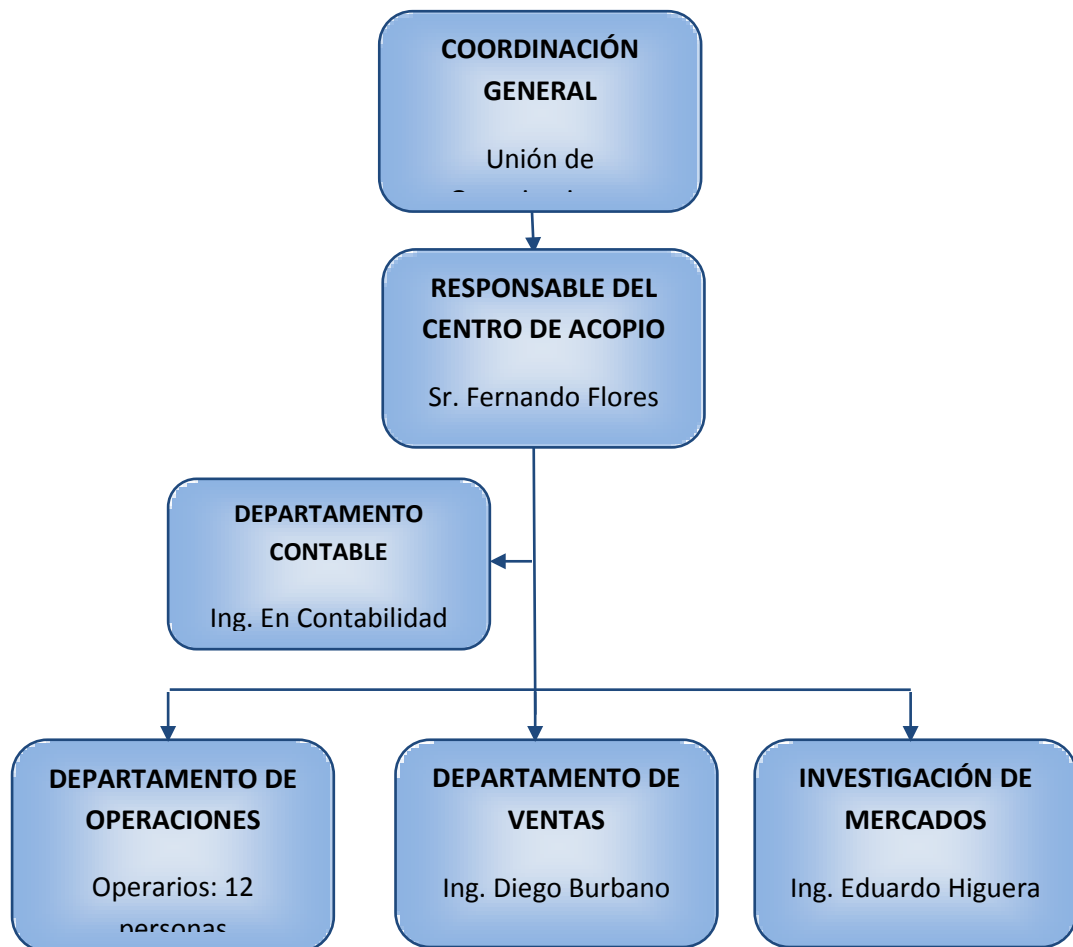 COORDINACIÓN
GENERAL
Unión de
RESPONSABLE DEL
CENTRO DE ACOPIO
Sr. Fernando Flores
DEPARTAMENTO
CONTABLE
Ing. En Contabilidad
DEPARTAMENTO DE
OPERACIONES
Operarios: 12
personas
DEPARTAMENTO DE
VENTAS
Ing. Diego Burbano
INVESTIGACIÓN DE
MERCADOS
Ing. Eduardo Higuera